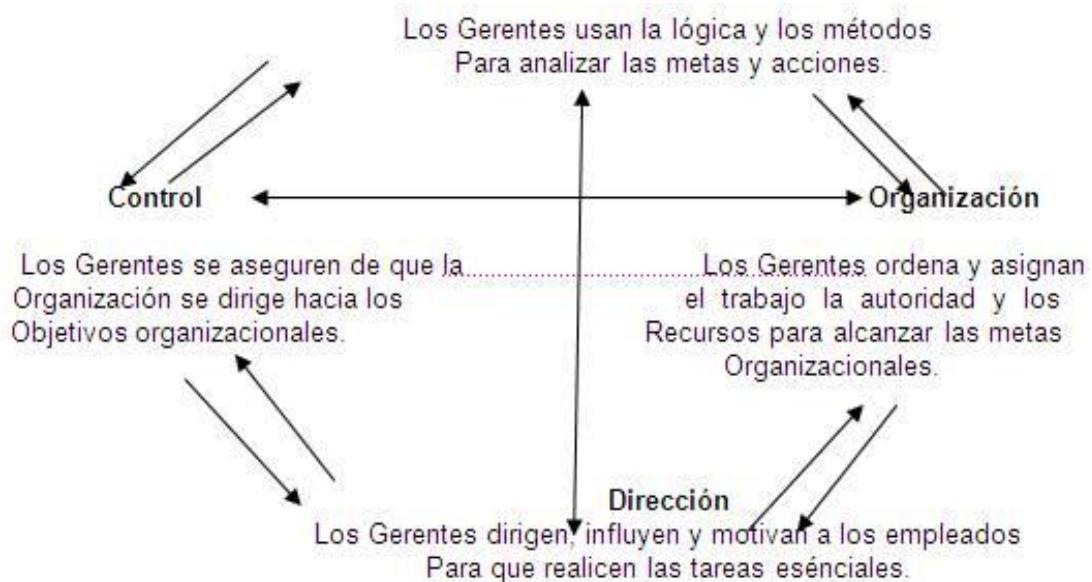 Los Gerentes usan la lógica y los métodos
Para analizar las metas y acciones.
Control
Organización
Los Gerentes se aseguren de que la
Organización se dirige hacia los
Objetivos organizacionales.
Los Gerentes ordena y asignan
el trabajo la autoridad y los
Recursos para alcanzar las metas
Organizacionales.
Dirección
Los Gerentes dirigen, influyen y motivan a los empleados
Para que realicen las tareas esénciales.